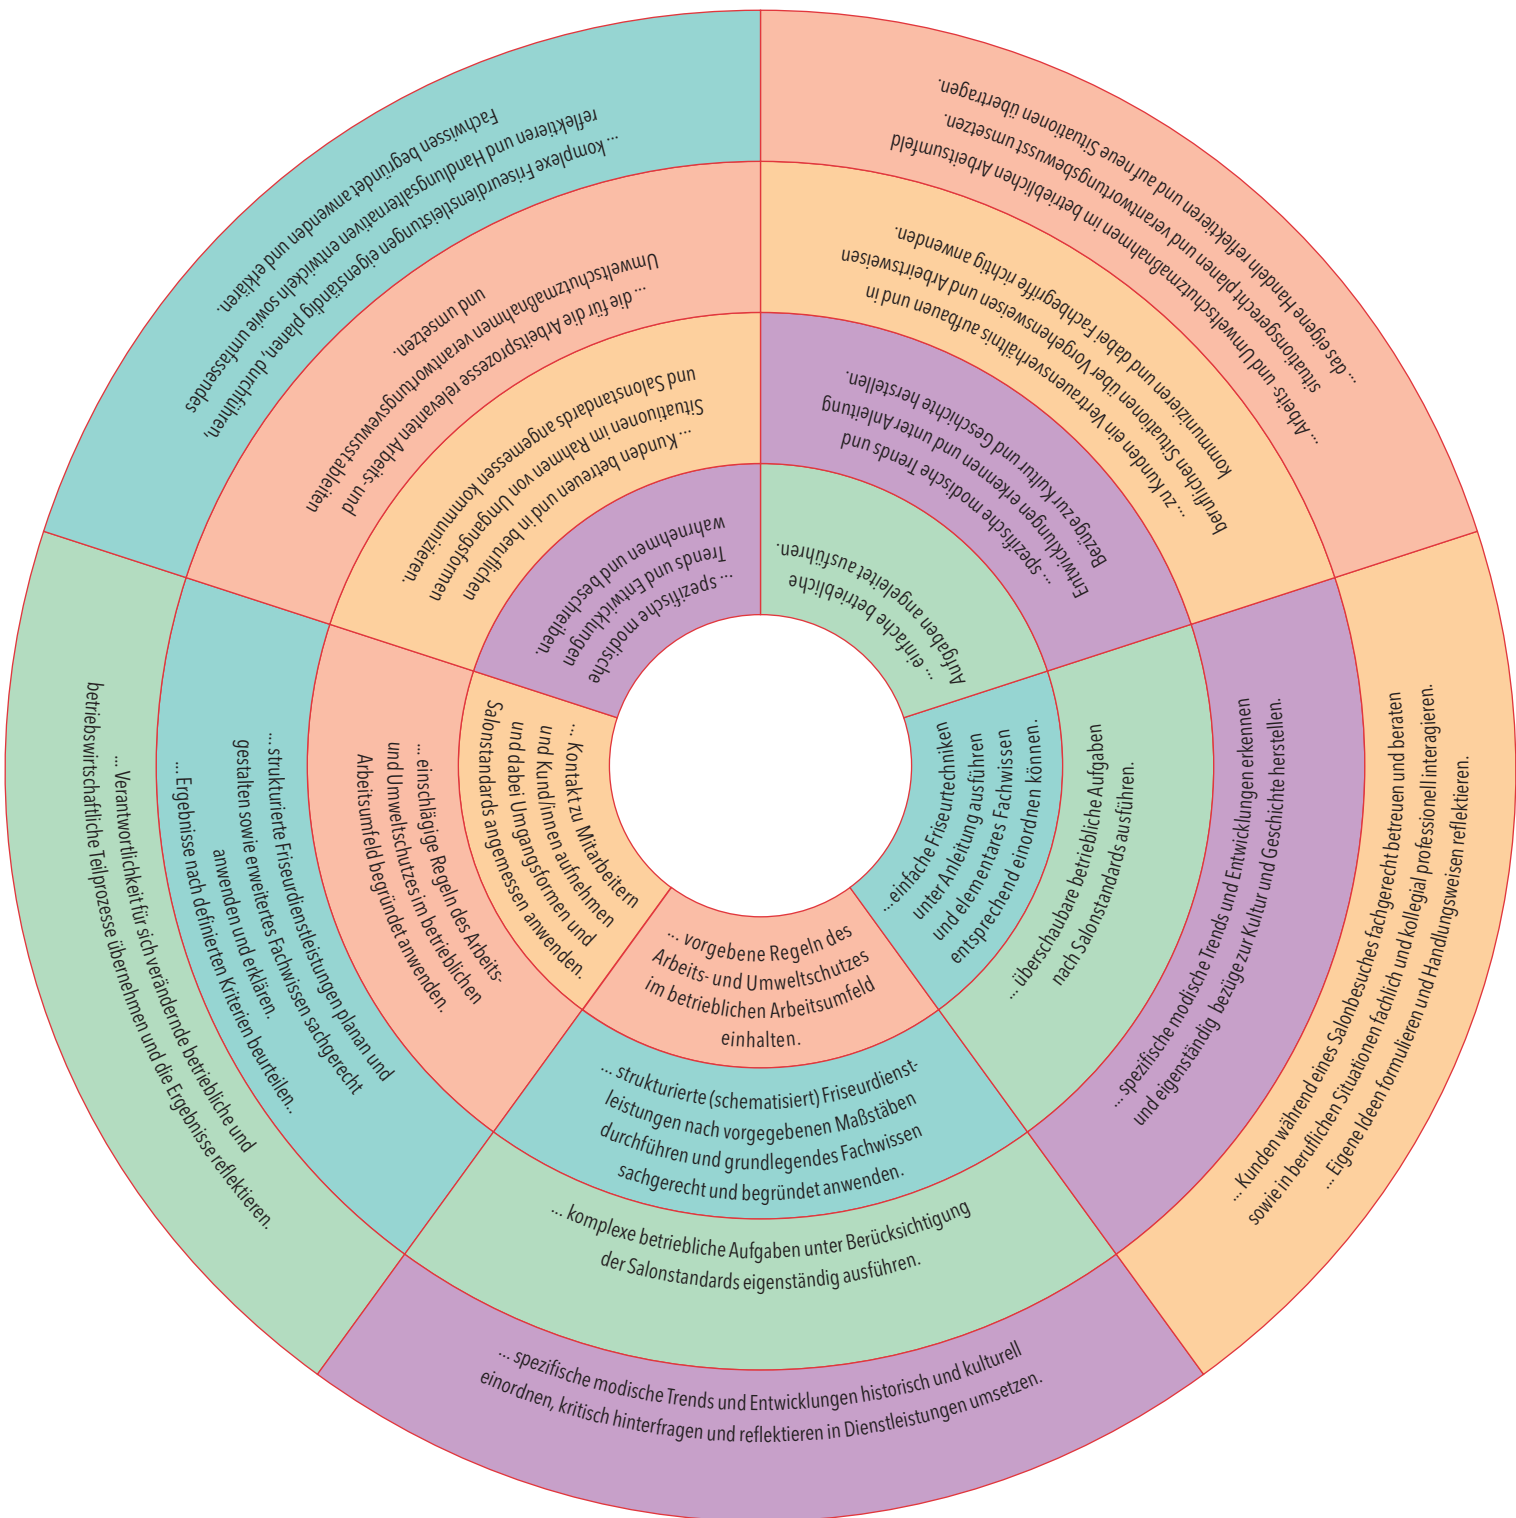 ... einfache betriebliche
Aufgaben angeleitet ausführen.
... spezifische modische Trends und
Entwicklungen erkennen und unter Anleitung
Bezüge zur Kultur und Geschichte herstellen.
... zu Kunden ein Vertrauensverhältnis aufbauen und in
beruflichen Situationen über Vorgehensweisen und Arbeirtsweisen
kommunizieren und dabei Fachbegriffe richtig anwenden.
... Arbeits- und Umweltschutzmaßnahmen im betrieblichen Arbeitsumfeld
situationsgerecht planen und verantwortungsbewusst umsetzen.
... das eigene Handeln reflektieren und auf neue Situationen übertragen.
...einfache Friseurtechniken
unter Anleitung ausführen
und elementares Fachwissen
entsprechend einordnen können.
... überschaubare betriebliche Aufgaben
nach Salonstandards ausführen.
... spezifische modische Trends und Entwicklungen erkennen
und eigenständig bezüge zur Kultur und Geschichte herstellen.
... Kunden während eines Salonbesuches fachgerecht betreuen und beraten
sowie in beruflichen Situationen fachlich und kollegial professionell interagieren.
... Eigene Ideen formulieren und Handlungsweisen reflektieren.
... vorgebene Regeln des
Arbeits- und Umweltschutzes
im betrieblichen Arbeitsumfeld
einhalten.
... strukturierte (schematisiert) Friseurdienst-
leistungen nach vorgegebenen Maßstäben
durchführen und grundlegendes Fachwissen
sachgerecht und begründet anwenden.
... komplexe betriebliche Aufgaben unter Berücksichtigung
der Salonstandards eigenständig ausführen.
... spezifische modische Trends und Entwicklungen historisch und kulturell
einordnen, kritisch hinterfragen und reflektieren in Dienstleistungen umsetzen.
... Kontakt zu Mitarbeitern
und Kund/innen aufnehmen
und dabei Umgangsformen und
Salonstandards angemessen anwenden.
... einschlägige Regeln des Arbeits-
und Umweltschutzes im betrieblichen
Arbeitsumfeld begründet anwenden.
... strukturierte Friseurdienstleistungen planan und
gestalten sowie erweitertes Fachwissen sachgerecht
anwenden und erklären.
... Ergebnisse nach definierten Kriterien beurteilen..
... Verantwortlichkeit für sich verändernde betriebliche und
betriebswirtschaftliche Teilprozesse übernehmen und die Ergebnisse reflektieren.
... spezifische modische
Trends und Entwicklungen
wahrnehmen und beschreiben.
... Kunden betreuen und in beruflichen
Situatiuonen im Rahmen von Umgangsformen
und Salonstandards angemessen kommunizieren.
... die für die Arbeitsprozesse relevanten Arbeits- und
Umweltschutzmaßnahmen verantwortungsvewusst abeiten
und umsetzen.
... komplexe Friseurdienstleistungen eigenständig planen, durchführen,
reflektieren und Handlungsalternativen entwickeln sowie umfassendes
Fachwissen begründet anwenden und erklären.